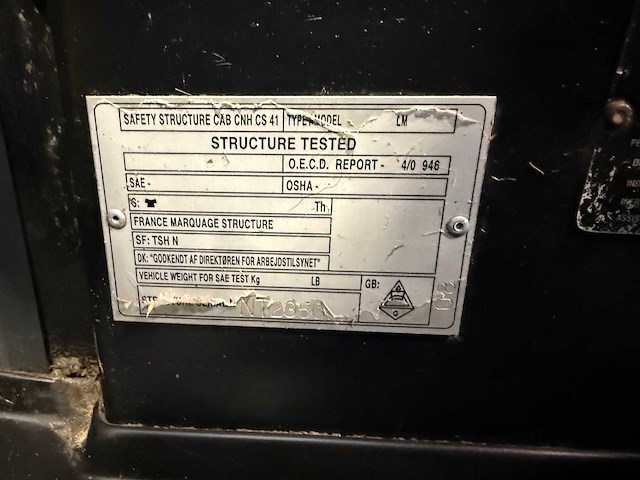 SAFETY STRUCTURE CAB CNH CS 41 TYPE / MODEL LM
STRUCTURE TESTED
O.E.C.D. REPORT - 4/0 946
SAE - OSHA -
S: Th.
FRANCE MARQUAGE STRUCTURE
SF: TSH N
DK: "GODKENDT AF DIREKTØREN FOR ARBEJDSTILSYNET"
VEHICLE WEIGHT FOR SAE TEST Kg LB
GB:
G